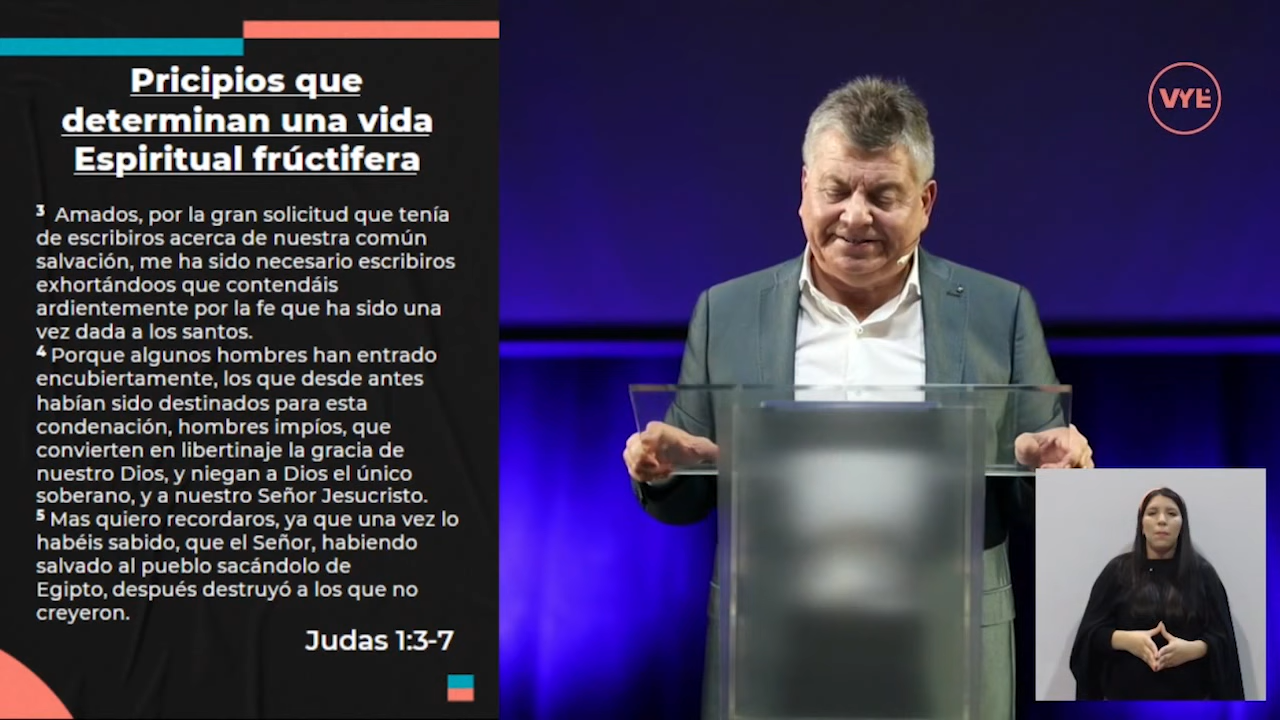 Pricipios que
determinan una vida
Espiritual frúctifera
3 Amados, por la gran solicitud que tenía
de escribiros acerca de nuestra común
salvación, me ha sido necesario escribiros
exhortándoos que contendáis
ardientemente por la fe que ha sido una
vez dada a los santos.
4 Porque algunos hombres han entrado
encubiertamente, los que desde antes
habían sido destinados para esta
condenación, hombres impíos, que
convierten en libertinaje la gracia de
nuestro Dios, y niegan a Dios el único
soberano, y a nuestro Señor Jesucristo.
5 Mas quiero recordaros, ya que una vez lo
habéis sabido, que el Señor, habiendo
salvado al pueblo sacándolo de
Egipto, después destruyó a los que no
creyeron.
Judas 1:3-7
VYË